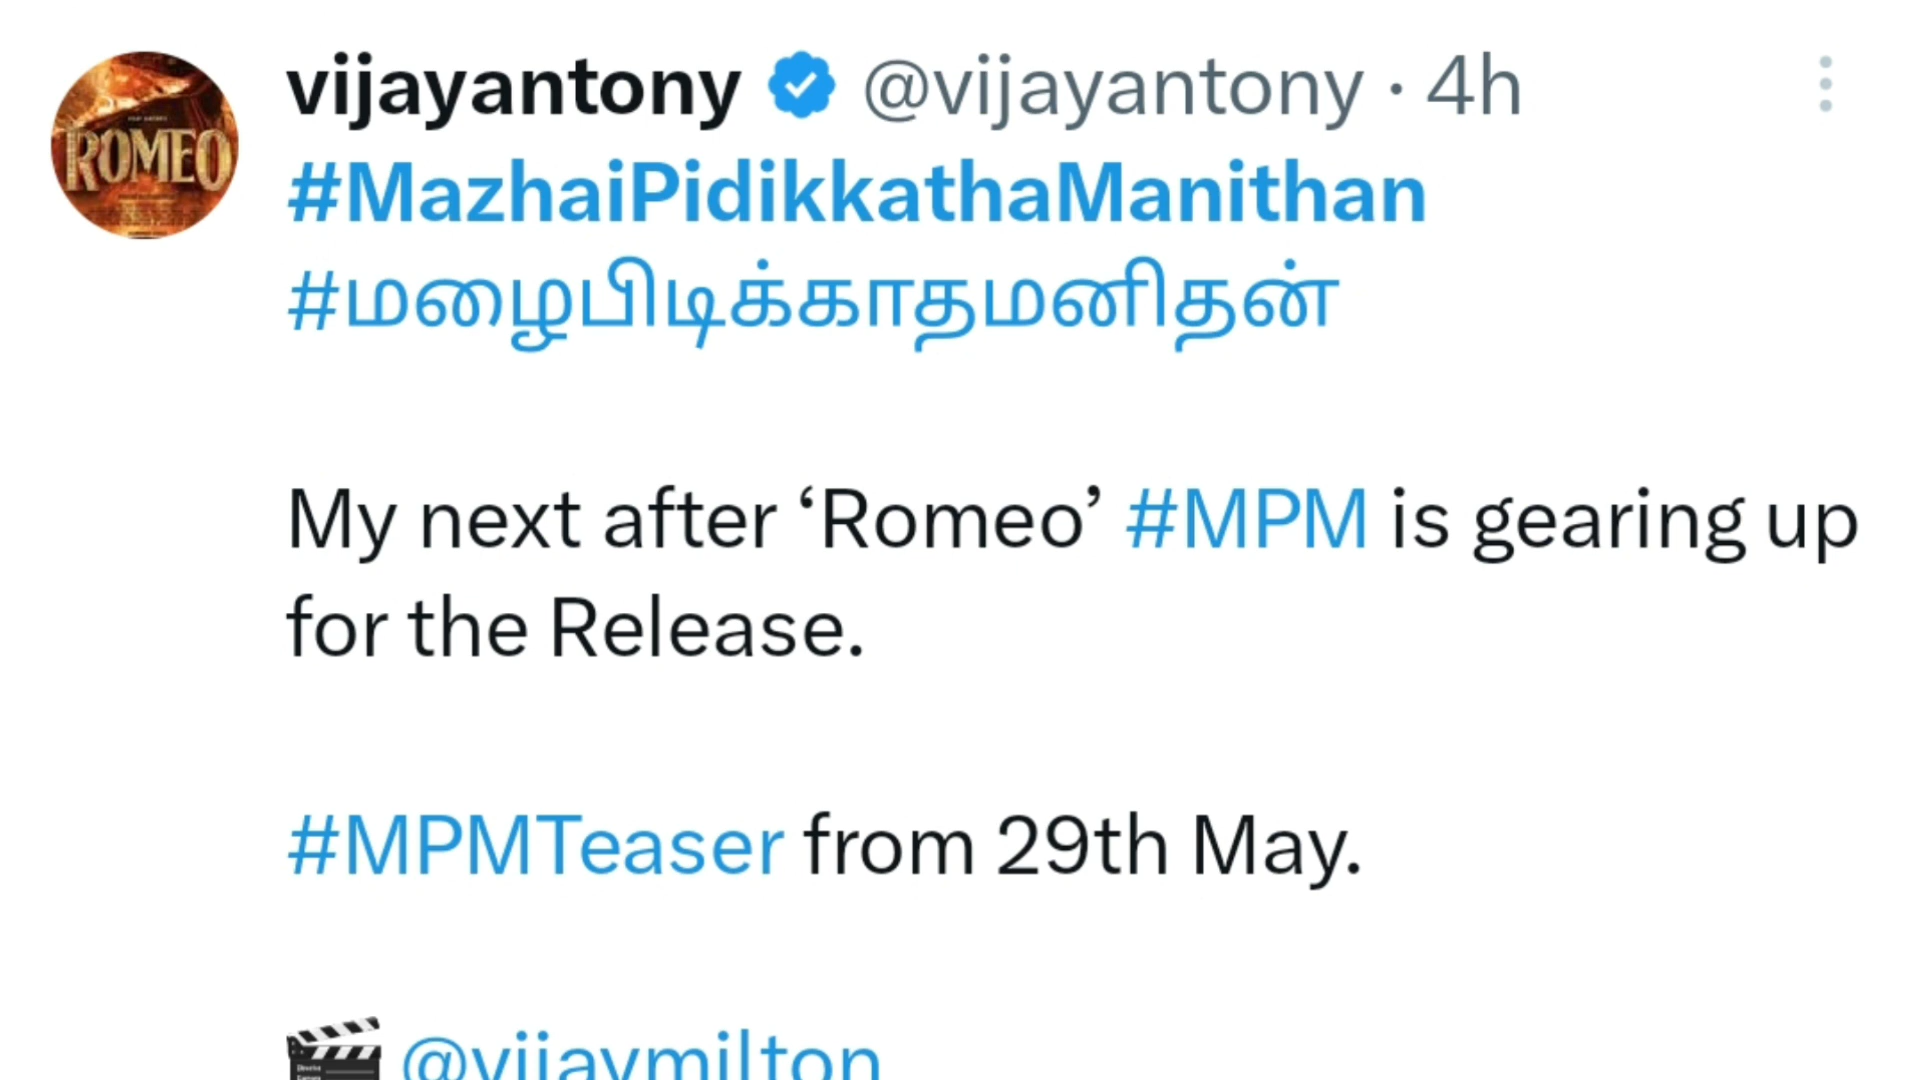 ROMEO
vijayantony @vijayantony · 4h
#MazhaiPidikkathaManithan
#மழைபிடிக்காதமனிதன்
My next after ‘Romeo’ #MPM is gearing up
for the Release.
#MPMTeaser from 29th May.
@vijaymilton